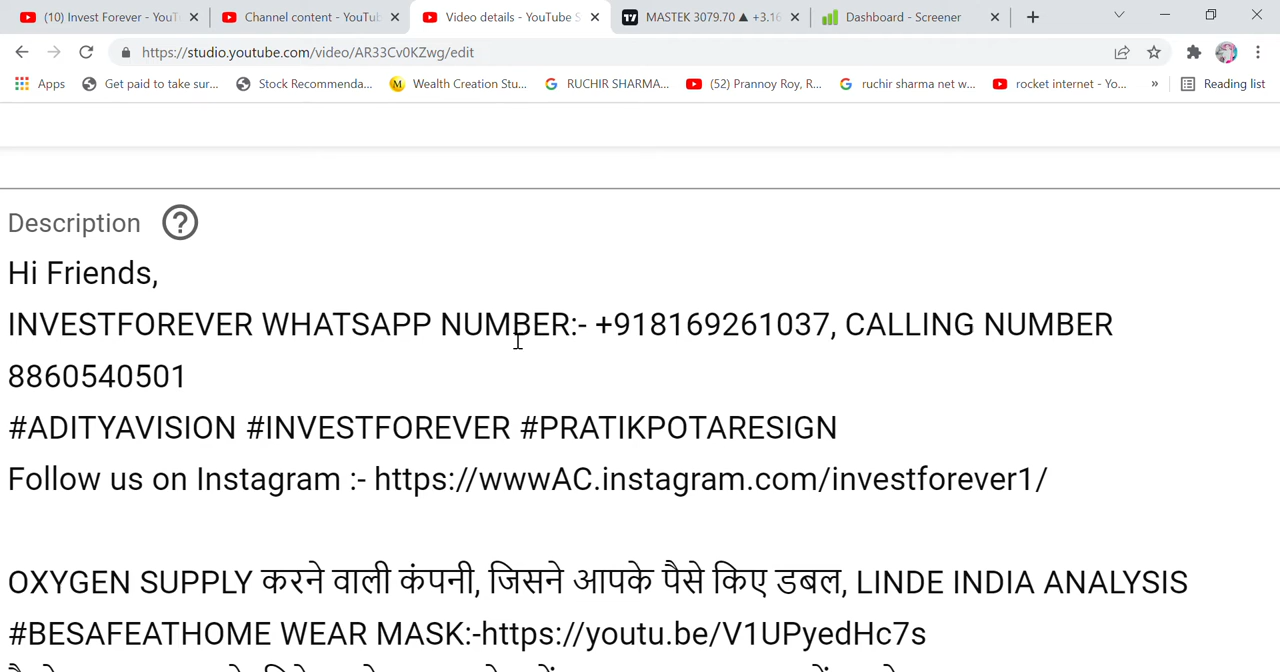 (10) Invest Forever - YouT
Channel content - YouTu
Video details - YouTube S
MASTEK 3079.70 ▲ +3.16
Dashboard - Screener
https://studio.youtube.com/video/AR33Cv0KZwg/edit
Apps
Get paid to take sur...
Stock Recommenda...
Wealth Creation Stu...
RUCHIR SHARMA...
(52) Prannoy Roy, R...
ruchir sharma net w...
rocket internet - Yo...
»
Reading list
Description ?
Hi Friends,
INVESTFOREVER WHATSAPP NUMBER:- +918169261037, CALLING NUMBER
8860540501
#ADITYAVISION #INVESTFOREVER #PRATIKPOTARESIGN
Follow us on Instagram :- https://wwwAC.instagram.com/investforever1/
OXYGEN SUPPLY करने वाली कंपनी, जिसने आपके पैसे किए डबल, LINDE INDIA ANALYSIS
#BESAFEATHOME WEAR MASK:-https://youtu.be/V1UPyedHc7s